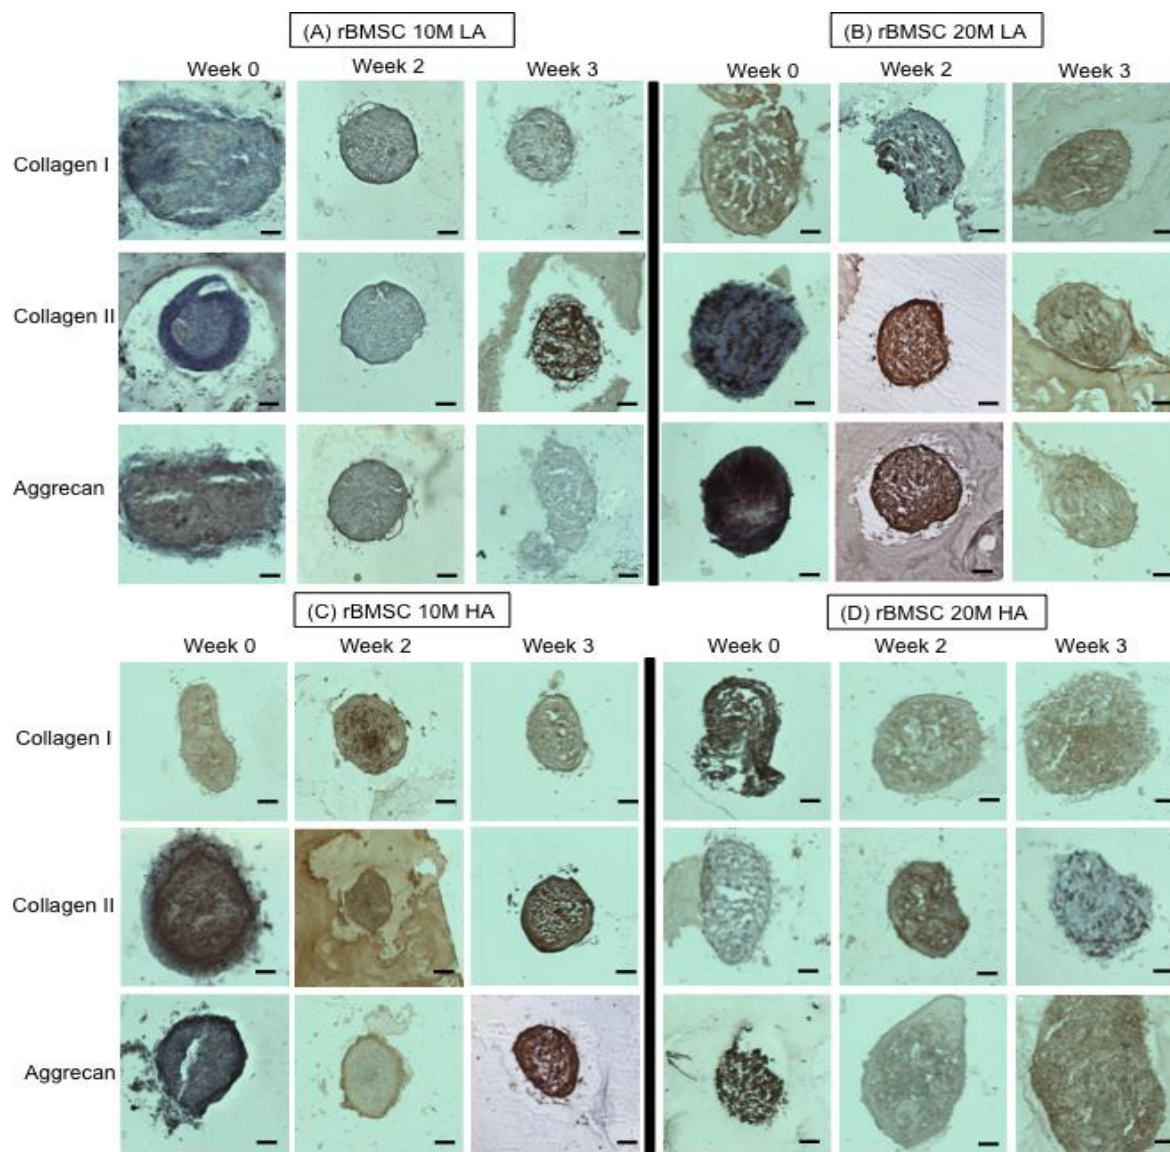 (A) rBMSC 10M LA
(B) rBMSC 20M LA
Week 0 Week 2 Week 3 Week 0 Week 2 Week 3
Collagen I
Collagen II
Aggrecan
(C) rBMSC 10M HA
(D) rBMSC 20M HA
Week 0 Week 2 Week 3 Week 0 Week 2 Week 3
Collagen I
Collagen II
Aggrecan